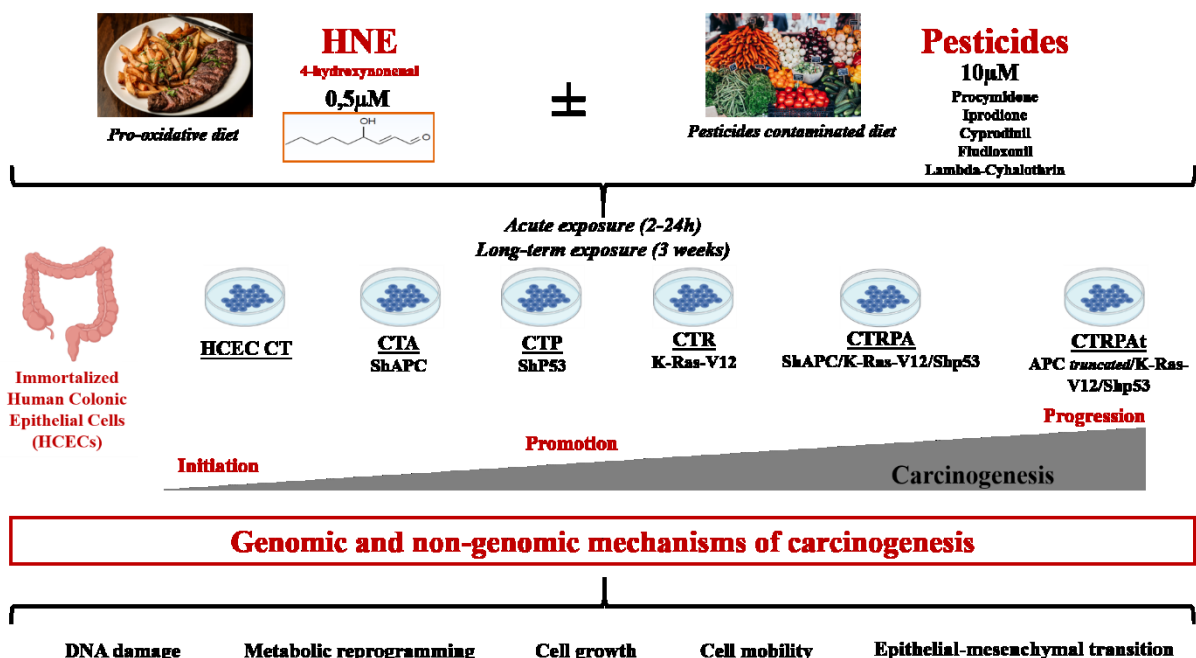 HNE
4-hydroxynonenal
0,5µM
OH
O
Pro-oxidative diet
±
Pesticides
10µM
Procymidone
Iprodione
Cyprodinil
Fludioxonil
Lambda-Cyhalothrin
Pesticides contaminated diet
Acute exposure (2-24h)
Long-term exposure (3 weeks)
Immortalized
Human Colonic
Epithelial Cells
(HCECs)
HCEC CT
CTA
ShAPC
CTP
ShP53
CTR
K-Ras-V12
CTRPA
ShAPC/K-Ras-V12/Shp53
CTRPAt
APC truncated/K-Ras-
V12/Shp53
Initiation
Promotion
Progression
Carcinogenesis
Genomic and non-genomic mechanisms of carcinogenesis
DNA damage
Metabolic reprogramming
Cell growth
Cell mobility
Epithelial-mesenchymal transition